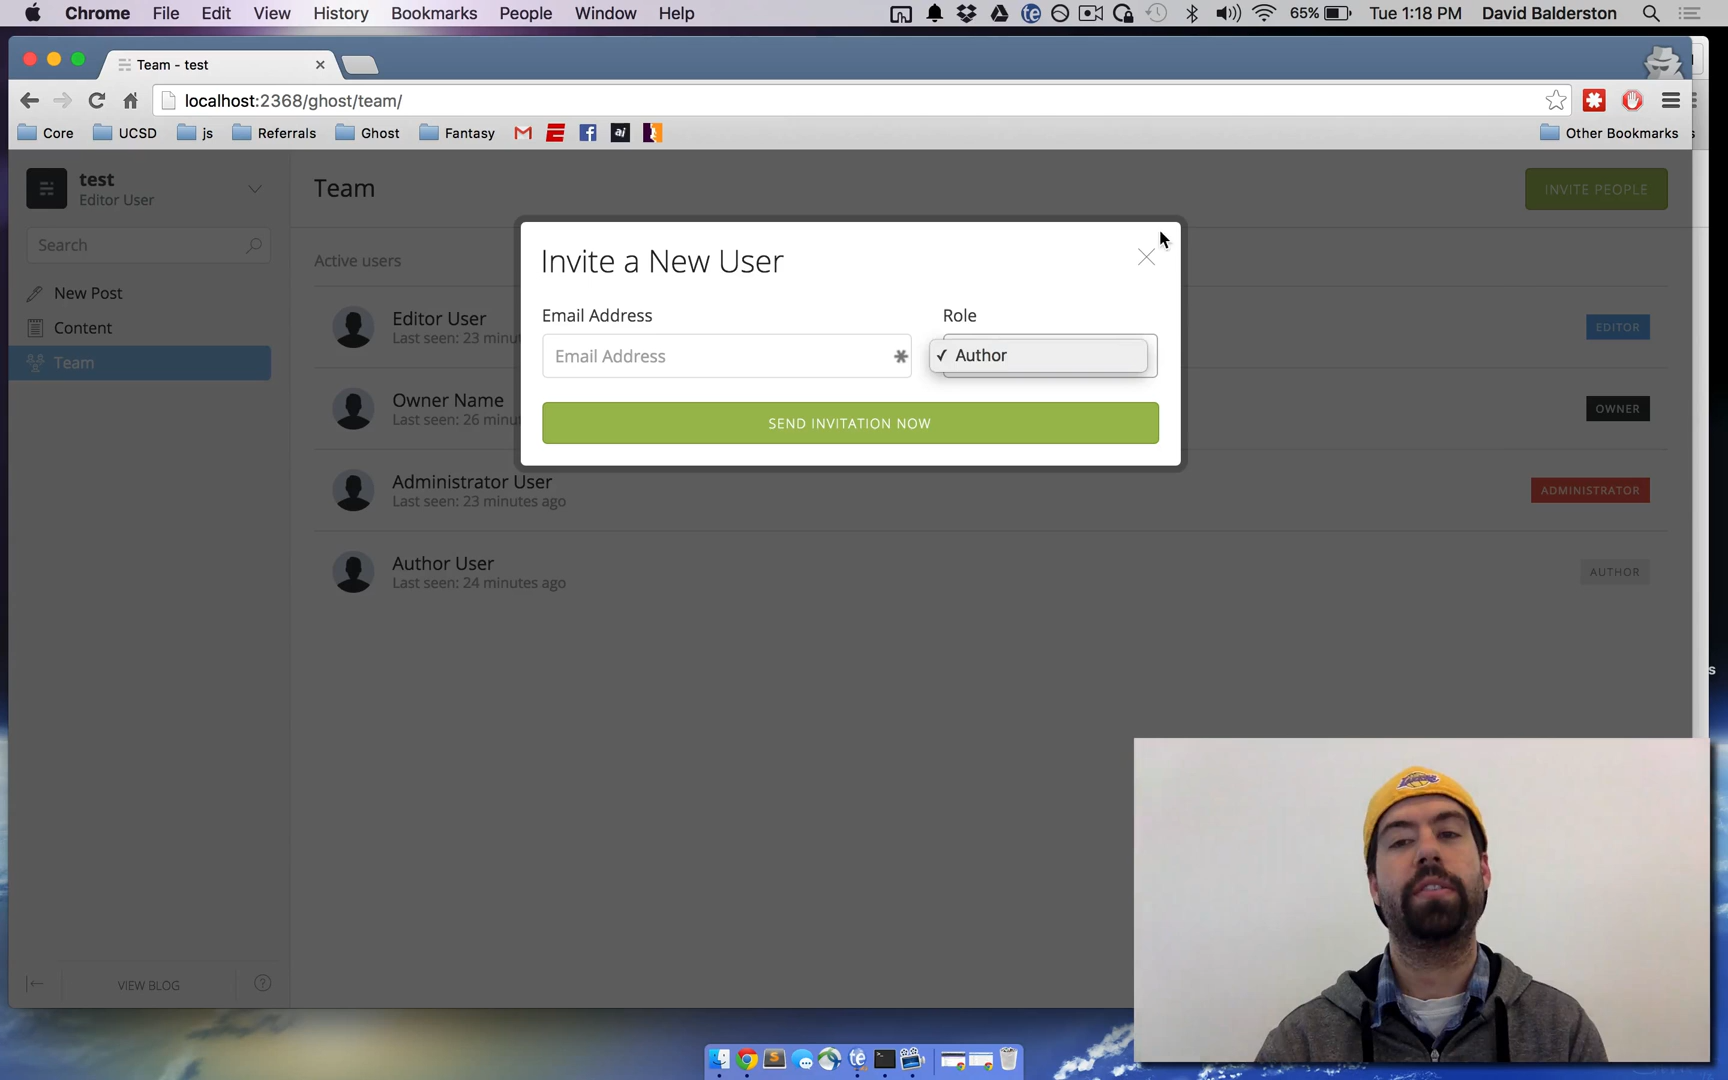 Chrome File Edit View History Bookmarks People Window Help 65% Tue 1:18 PM David Balderston
Team - test
localhost:2368/ghost/team/
Core UCSD js Referrals Ghost Fantasy ai Other Bookmarks
test
Editor User
Search
New Post
Content
Team
VIEW BLOG
Team
INVITE PEOPLE
Active users
Editor User
Last seen: 23 minu
EDITOR
Owner Name
Last seen: 26 minu
OWNER
Administrator User
Last seen: 23 minutes ago
ADMINISTRATOR
Author User
Last seen: 24 minutes ago
AUTHOR
Invite a New User
Email Address
Role
Email Address
✓ Author
SEND INVITATION NOW